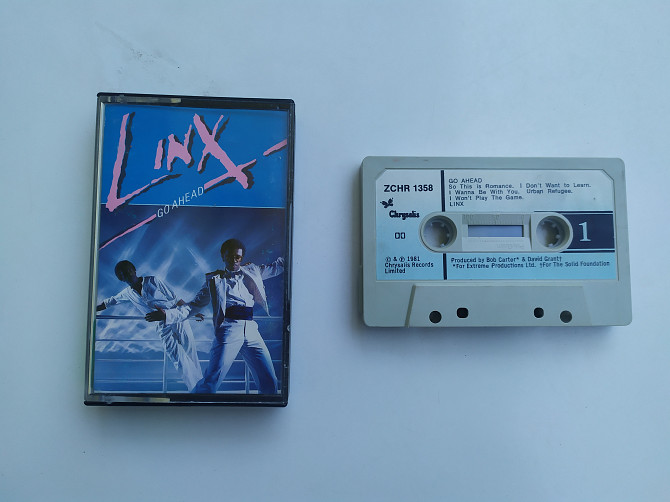 LINX
GO AHEAD
ZCHR 1358
GO AHEAD
So This is Romance. I Don't Want to Learn.
I Wanna Be With You. Urban Refugee.
I Won't Play The Game.
LINX
Chrysalis
1
© & ℗ 1981
Chrysalis Records
Limited
Produced by Bob Carter* & David Grant†
*For Extreme Productions Ltd. †For The Solid Foundation